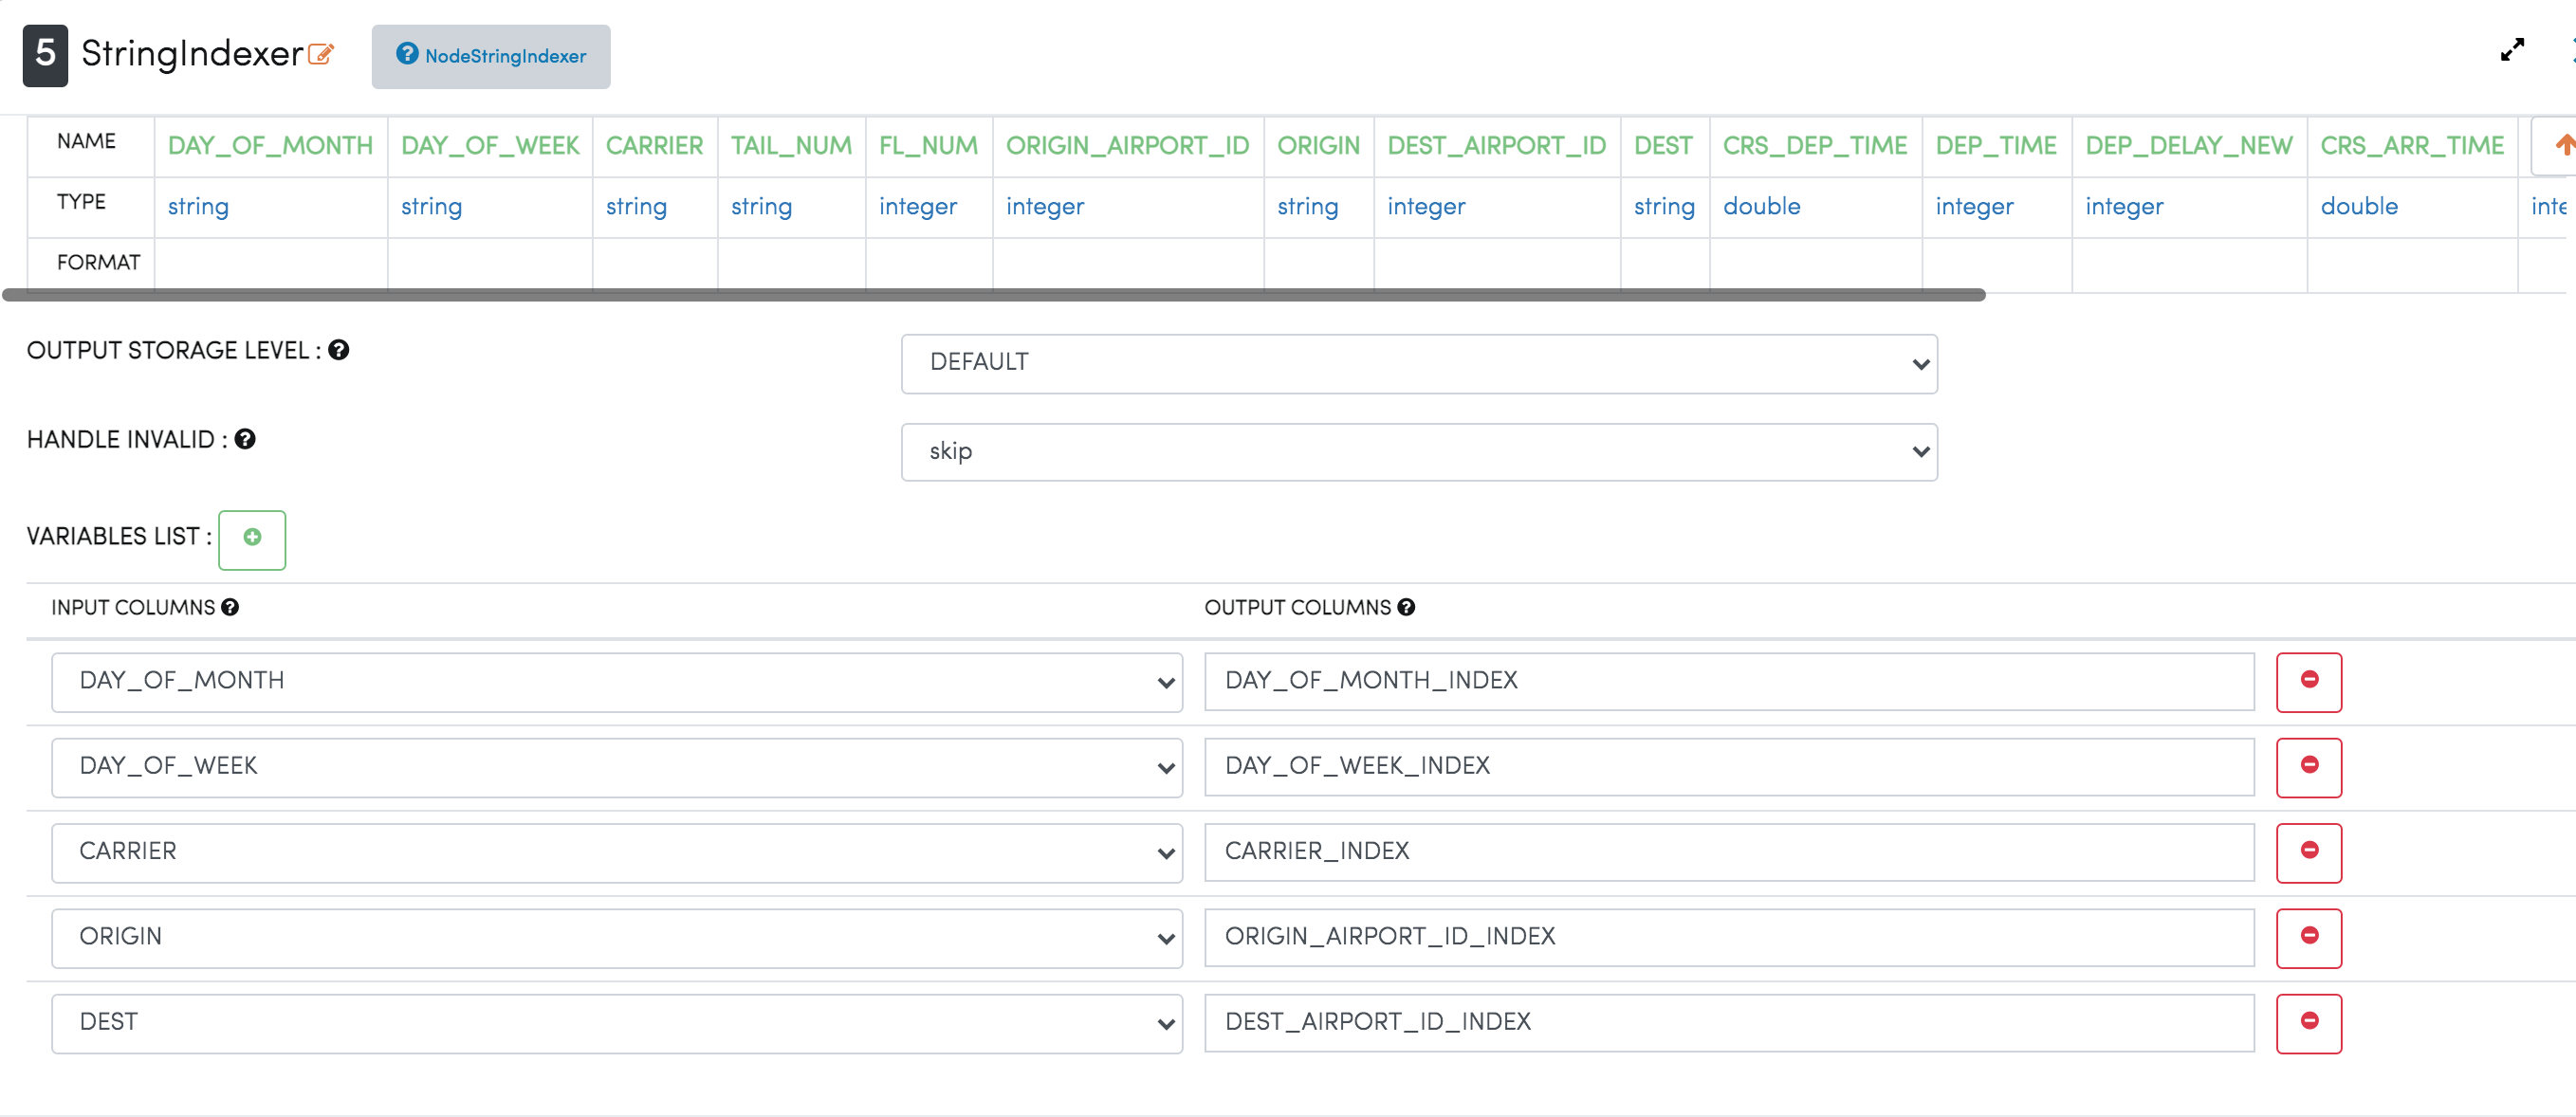 5 StringIndexer NodeStringIndexer
NAME DAY_OF_MONTH DAY_OF_WEEK CARRIER TAIL_NUM FL_NUM ORIGIN_AIRPORT_ID ORIGIN DEST_AIRPORT_ID DEST CRS_DEP_TIME DEP_TIME DEP_DELAY_NEW CRS_ARR_TIME
TYPE string string string string integer integer string integer string double integer integer double
FORMAT
OUTPUT STORAGE LEVEL : DEFAULT
HANDLE INVALID : skip
VARIABLES LIST :
INPUT COLUMNS OUTPUT COLUMNS
DAY_OF_MONTH DAY_OF_MONTH_INDEX
DAY_OF_WEEK DAY_OF_WEEK_INDEX
CARRIER CARRIER_INDEX
ORIGIN ORIGIN_AIRPORT_ID_INDEX
DEST DEST_AIRPORT_ID_INDEX